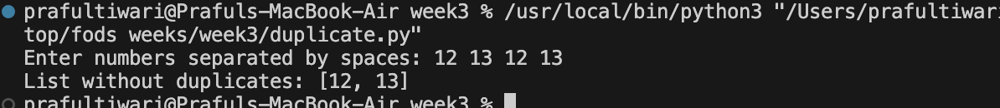 prafultiwari@Prafuls-MacBook-Air week3 % /usr/local/bin/python3 "/Users/prafultiwari
top/fods weeks/week3/duplicate.py"
Enter numbers separated by spaces: 12 13 12 13
List without duplicates: [12, 13]
prafultiwari@Prafuls-MacBook-Air week3 %